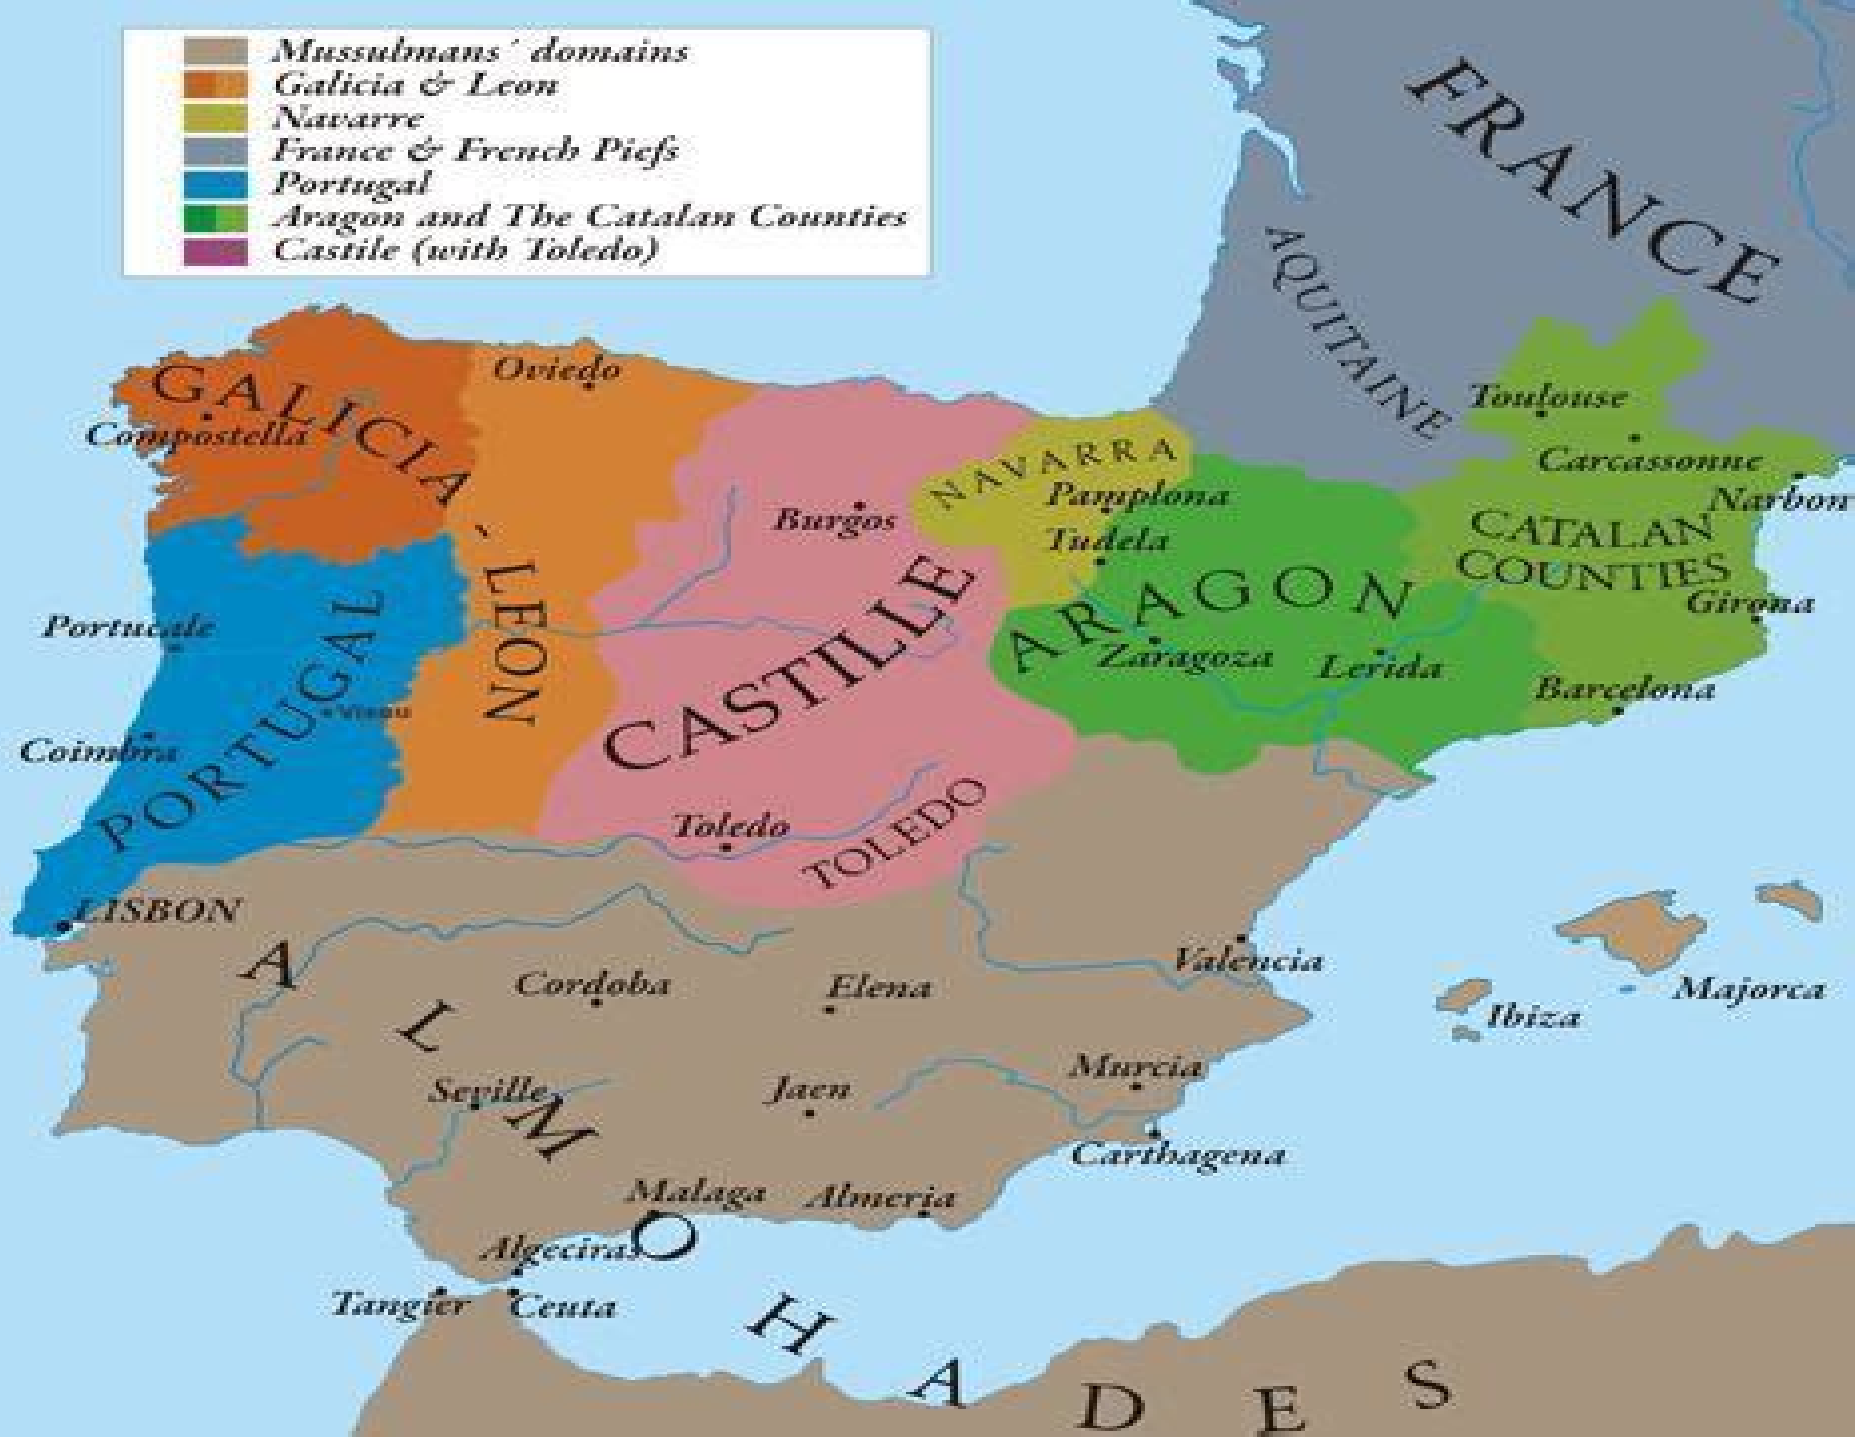 Mussulmans´ domains
Galicia & Leon
Navarre
France & French Piefs
Portugal
Aragon and The Catalan Counties
Castile (with Toledo)
FRANCE
AQUITAINE
GALICIA
Compostella
Oviedo
Toulouse
Carcassonne
Narbon
NAVARRA
Pamplona
Tudela
Burgos
LEON
CASTILLE
ARAGON
Zaragoza
Lerida
CATALAN
COUNTIES
Girona
Barcelona
Portucale
PORTUGAL
Viseu
Coimbra
Toledo
TOLEDO
LISBON
Valencia
Majorca
Ibiza
Cordoba
Elena
Murcia
Seville
Jaen
Carthagena
Malaga
Almeria
Algeciras
Tangier
Ceuta
ALMOHADES